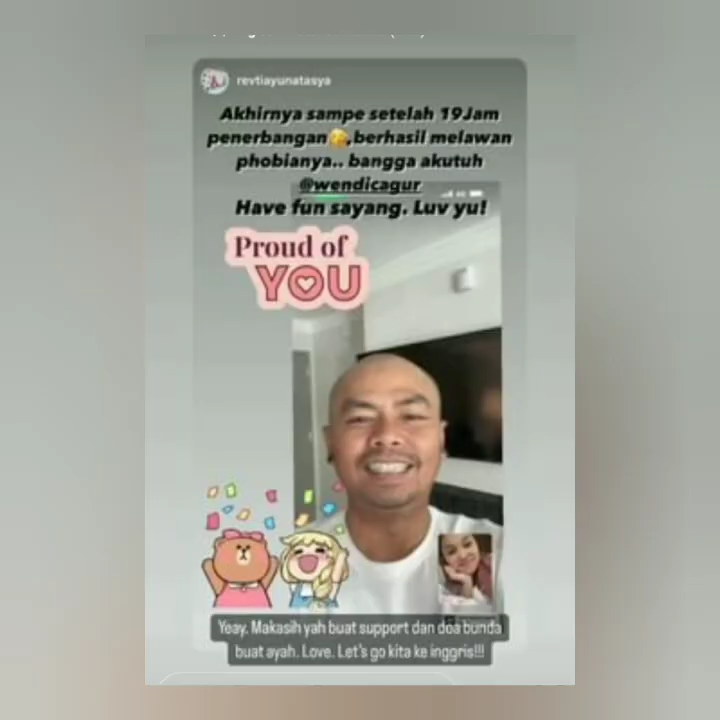 revtiayunatasya
Akhirnya sampe setelah 19Jam
penerbangan🥹,berhasil melawan
phobianya.. bangga akutuh
@wendicagur
Have fun sayang. Luv yu!
Proud of
YOU
Yeay. Makasih yah buat support dan doa bunda
buat ayah. Love. Let's go kita ke inggris!!!